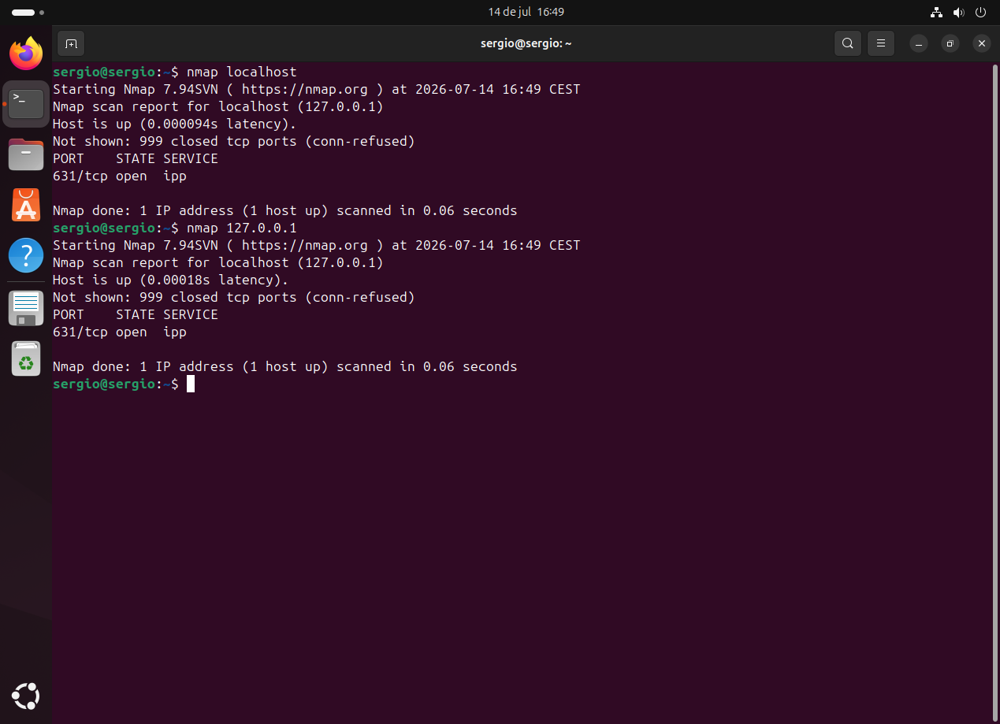 14 de jul 16:49
sergio@sergio: ~
sergio@sergio:~$ nmap localhost
Starting Nmap 7.94SVN ( https://nmap.org ) at 2026-07-14 16:49 CEST
Nmap scan report for localhost (127.0.0.1)
Host is up (0.000094s latency).
Not shown: 999 closed tcp ports (conn-refused)
PORT    STATE SERVICE
631/tcp open  ipp
Nmap done: 1 IP address (1 host up) scanned in 0.06 seconds
sergio@sergio:~$ nmap 127.0.0.1
Starting Nmap 7.94SVN ( https://nmap.org ) at 2026-07-14 16:49 CEST
Nmap scan report for localhost (127.0.0.1)
Host is up (0.00018s latency).
Not shown: 999 closed tcp ports (conn-refused)
PORT    STATE SERVICE
631/tcp open  ipp
Nmap done: 1 IP address (1 host up) scanned in 0.06 seconds
sergio@sergio:~$